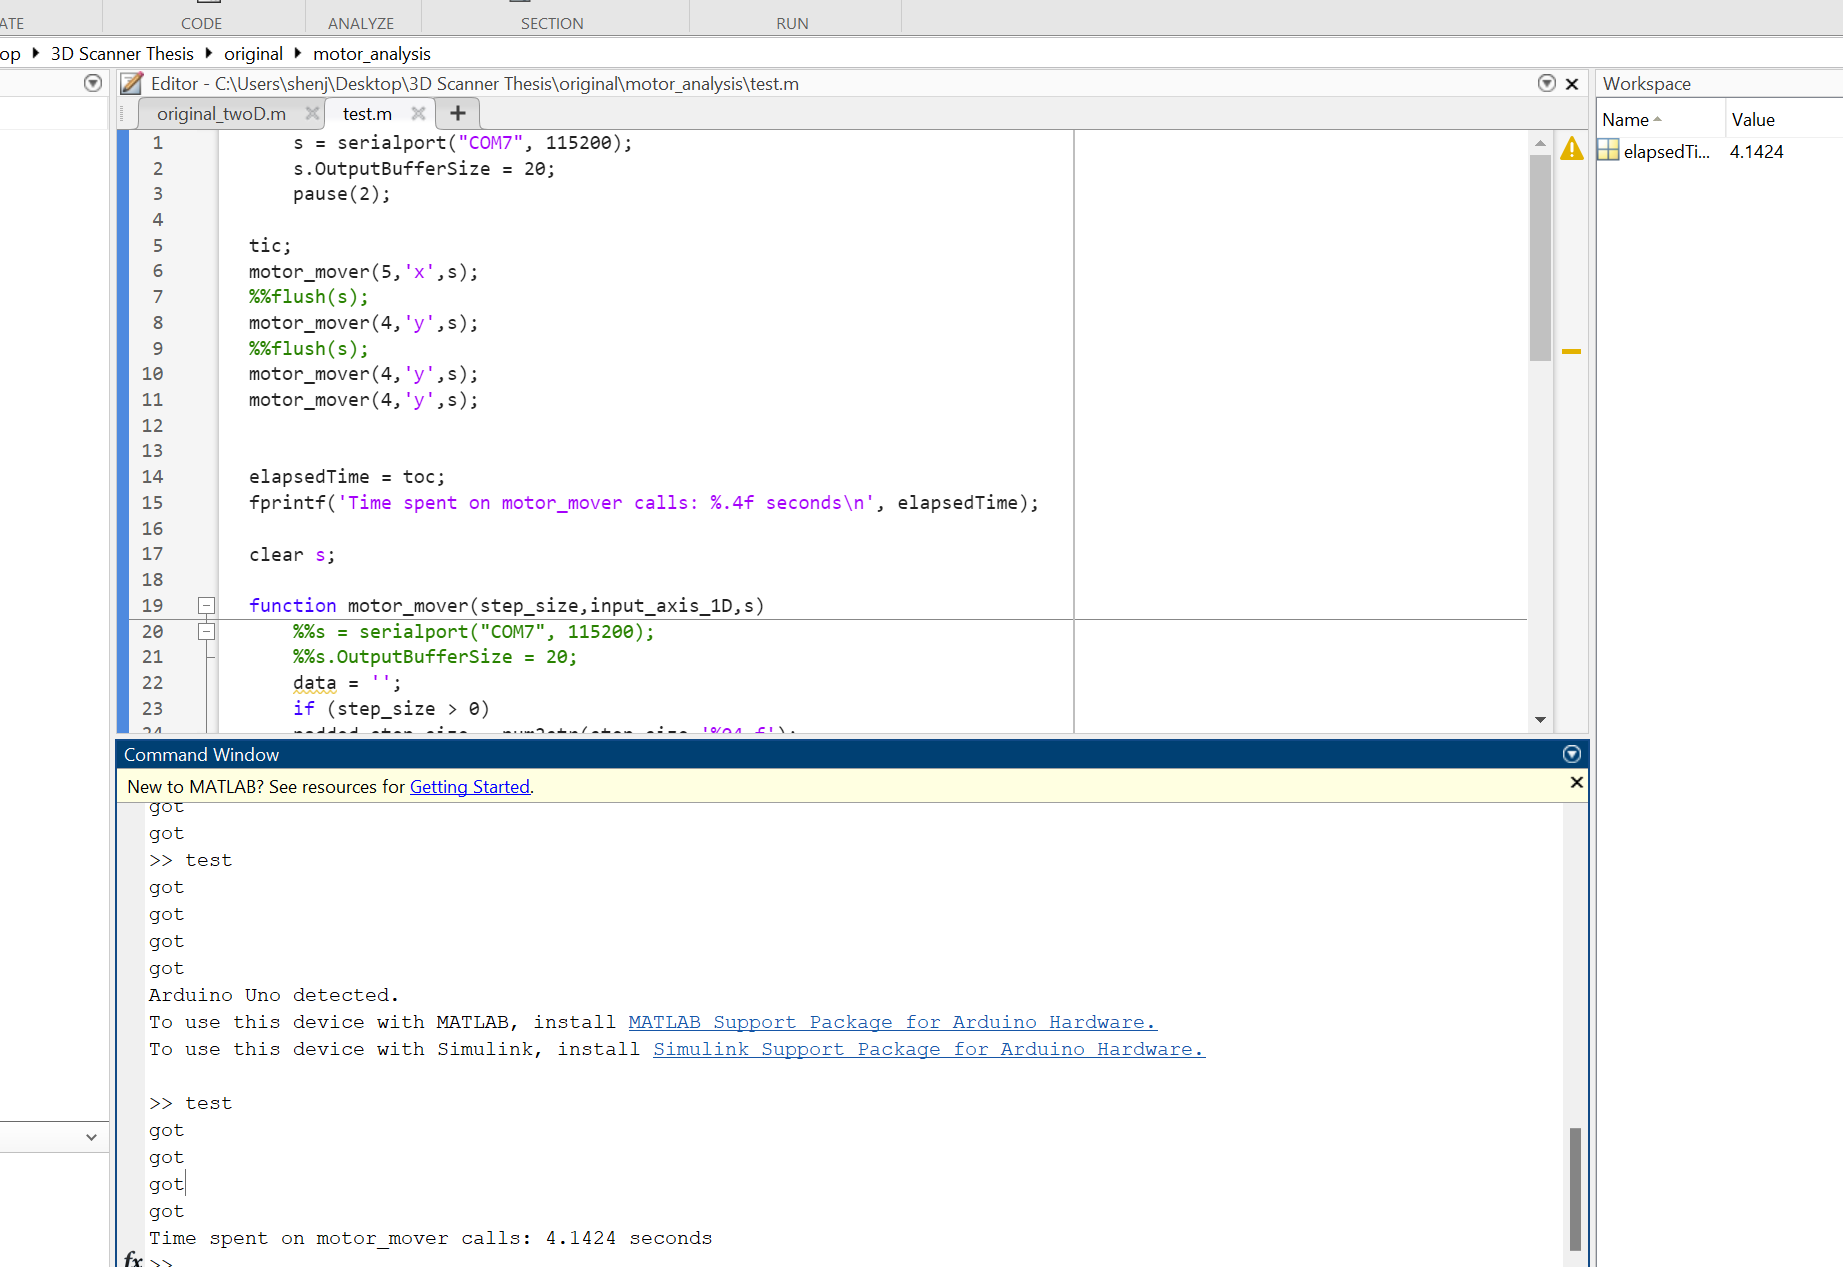 ATE CODE ANALYZE SECTION RUN
op ▸ 3D Scanner Thesis ▸ original ▸ motor_analysis
Editor - C:\Users\shenj\Desktop\3D Scanner Thesis\original\motor_analysis\test.m
original_twoD.m test.m
1 s = serialport("COM7", 115200);
2 s.OutputBufferSize = 20;
3 pause(2);
4
5 tic;
6 motor_mover(5,'x',s);
7 %%flush(s);
8 motor_mover(4,'y',s);
9 %%flush(s);
10 motor_mover(4,'y',s);
11 motor_mover(4,'y',s);
12
13
14 elapsedTime = toc;
15 fprintf('Time spent on motor_mover calls: %.4f seconds\n', elapsedTime);
16
17 clear s;
18
19 function motor_mover(step_size,input_axis_1D,s)
20 %%s = serialport("COM7", 115200);
21 %%s.OutputBufferSize = 20;
22 data = '';
23 if (step_size > 0)
24 padded_step_size = num2str(step_size,'%04.f');
Workspace
Name Value
elapsedTi... 4.1424
Command Window
New to MATLAB? See resources for Getting Started.
got
got
>> test
got
got
got
got
Arduino Uno detected.
To use this device with MATLAB, install MATLAB Support Package for Arduino Hardware.
To use this device with Simulink, install Simulink Support Package for Arduino Hardware.
>> test
got
got
got
got
Time spent on motor_mover calls: 4.1424 seconds
fx >>